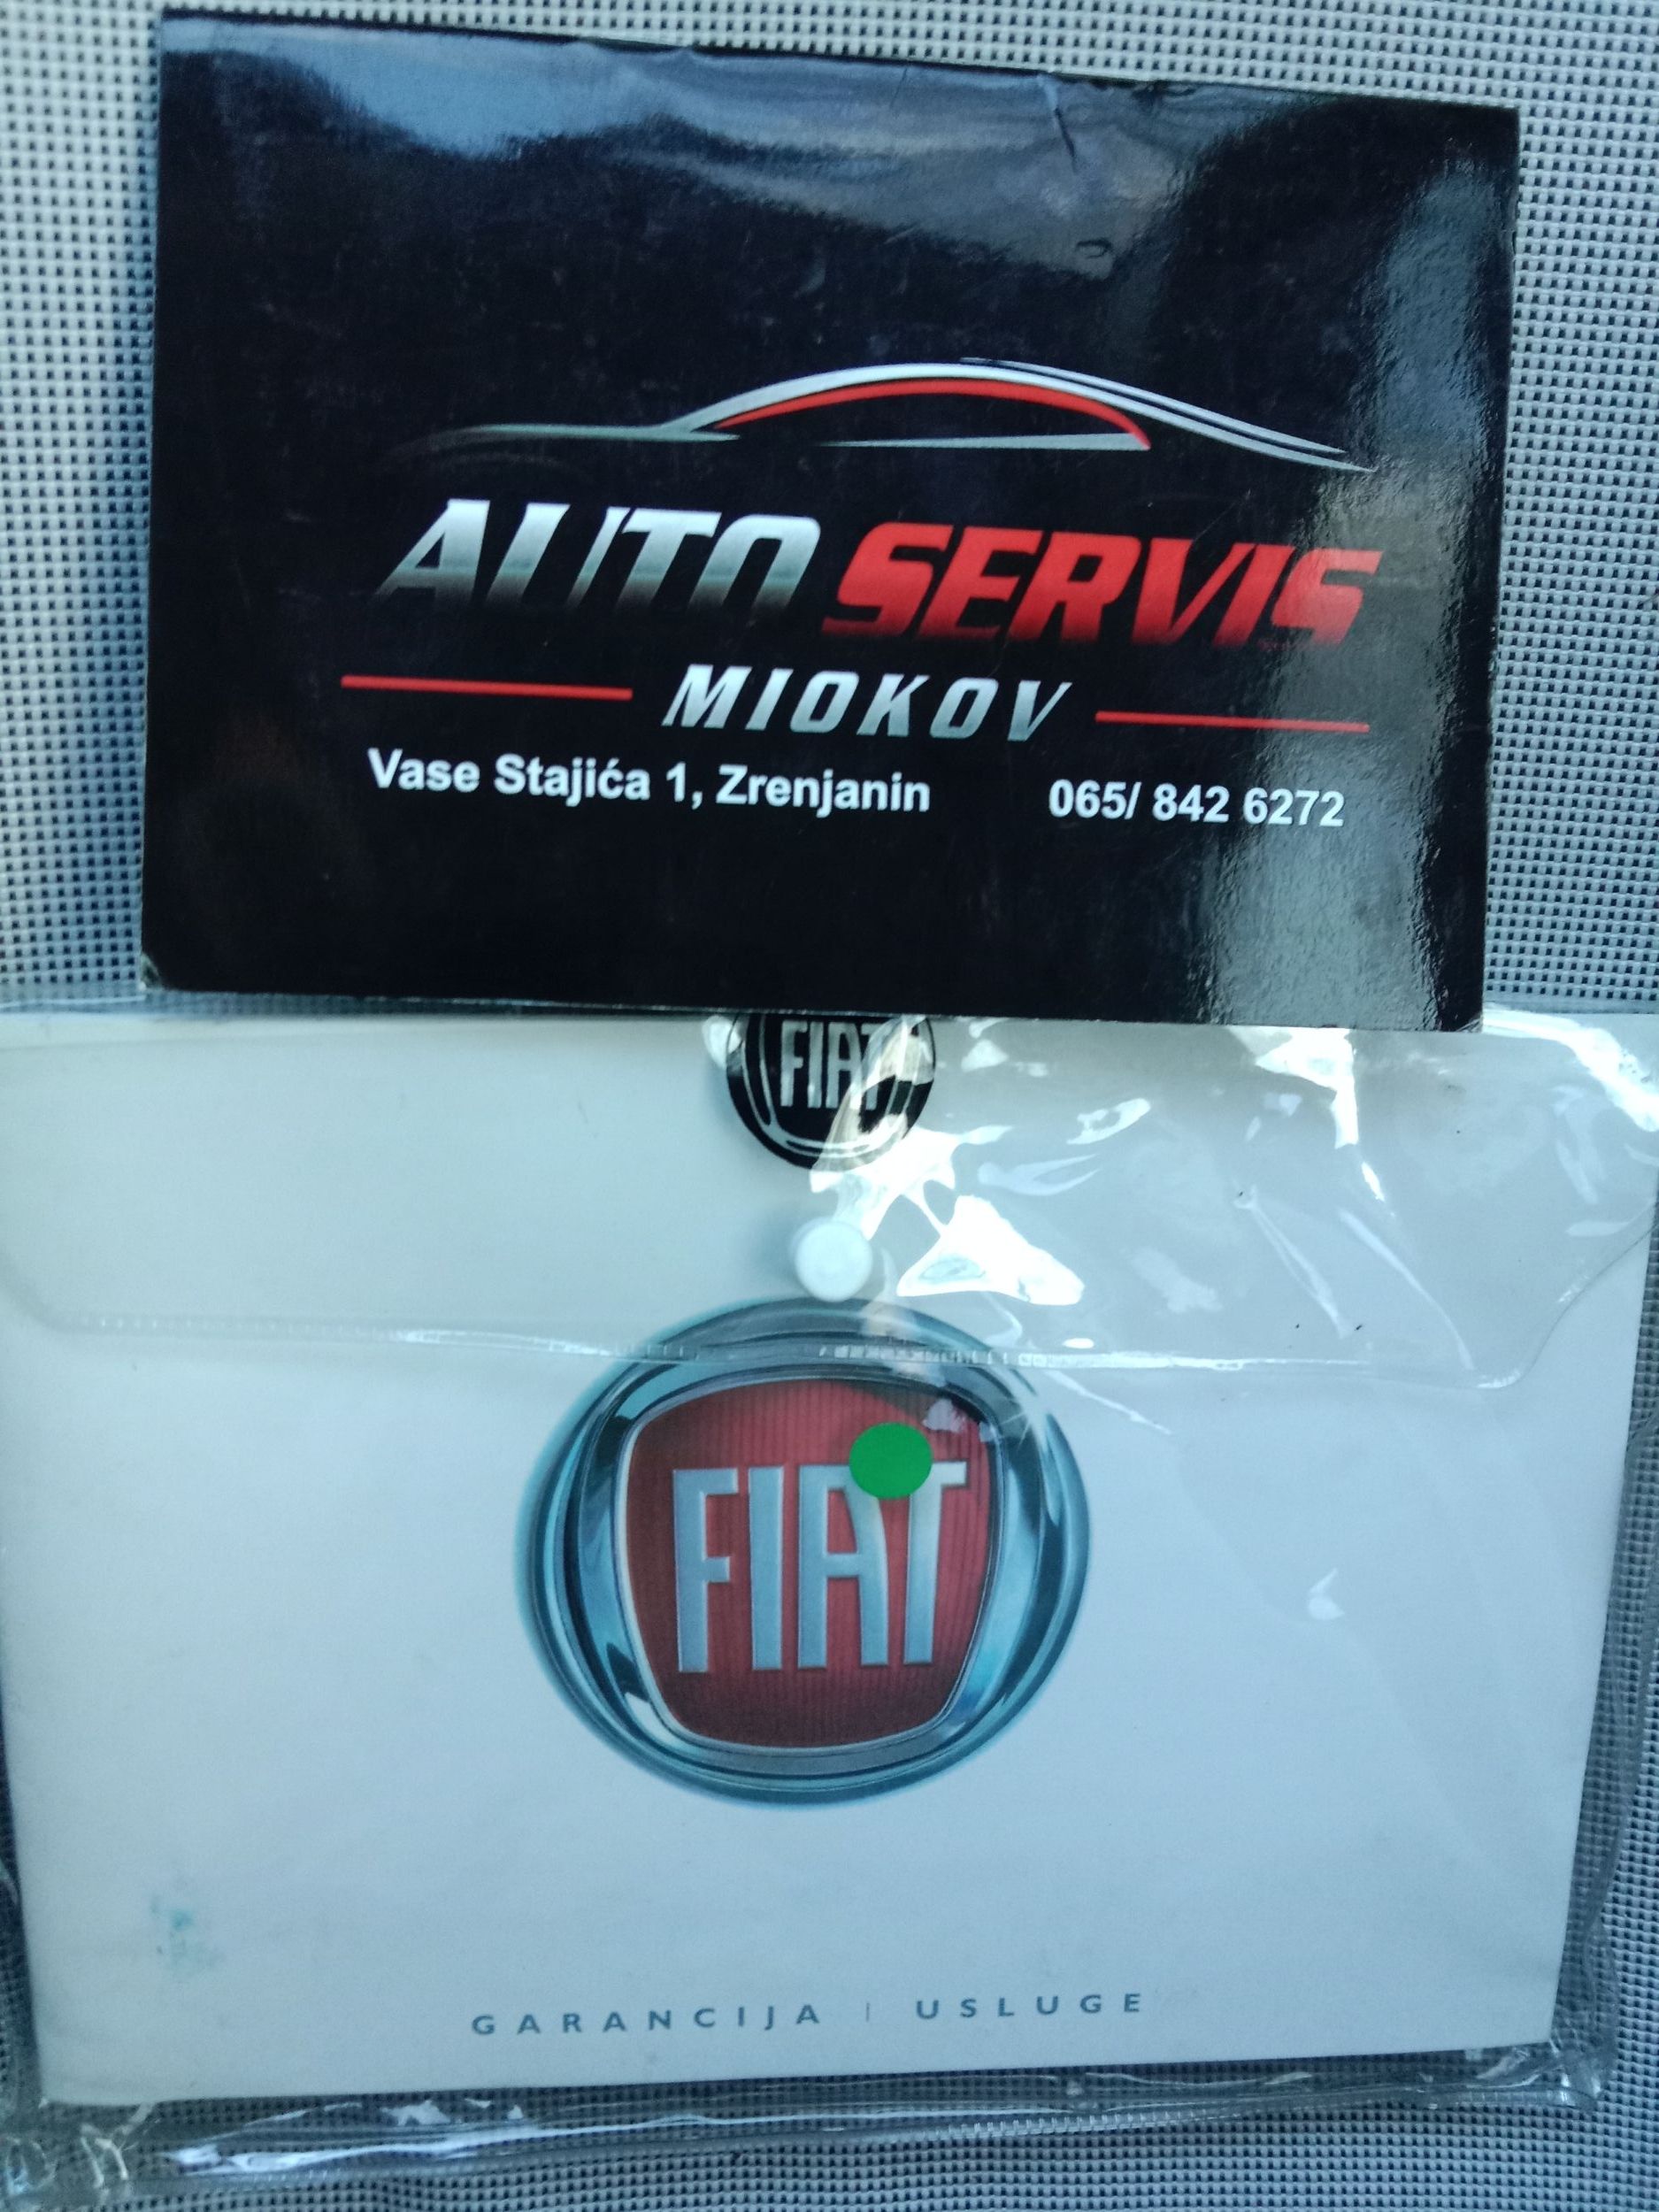 AUTO SERVIS
MIOKOV
Vase Stajića 1, Zrenjanin 065/ 842 6272
FIAT
FIAT
GARANCIJA | USLUGE